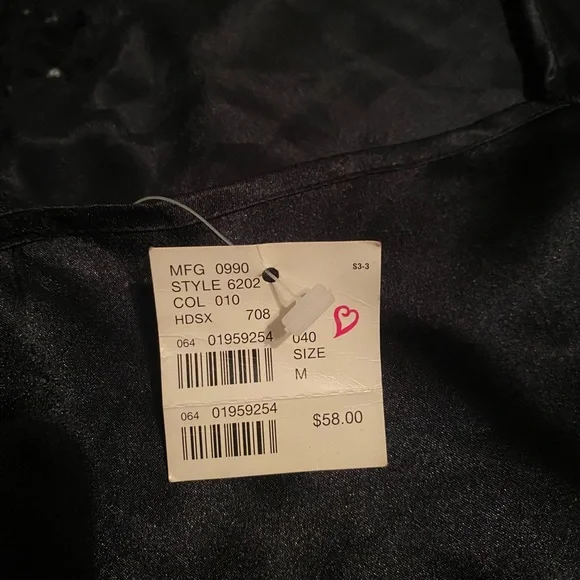 MFG 0990
S3-3
STYLE 6202
COL 010
HDSX 708
064 01959254
040
SIZE
M
064 01959254
$58.00